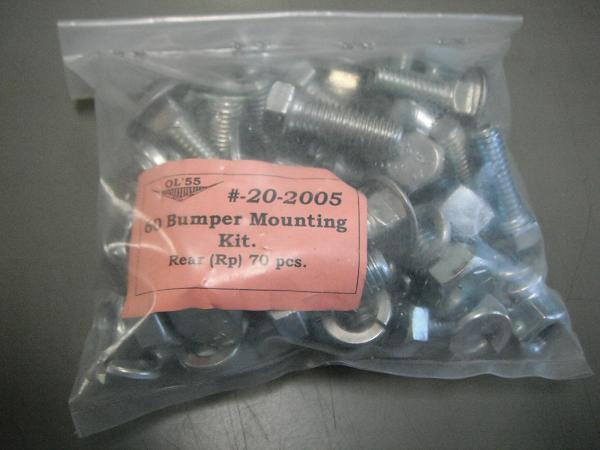 OL'55
#-20-2005
60 Bumper Mounting
Kit.
Rear (Rp) 70 pcs.